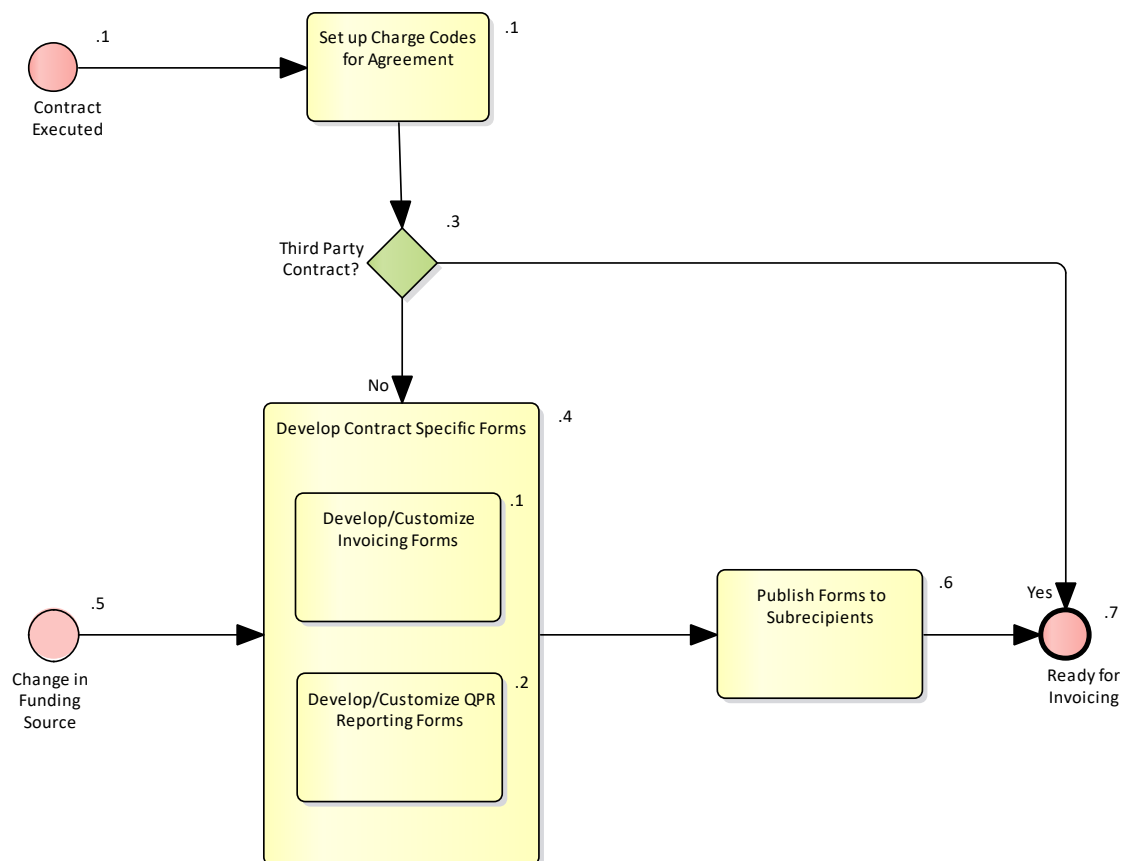 .1
Contract
Executed
Set up Charge Codes
for Agreement
.1
.3
Third Party
Contract?
No
Develop Contract Specific Forms
.4
Develop/Customize
Invoicing Forms
.1
Develop/Customize QPR
Reporting Forms
.2
.5
Change in
Funding
Source
Publish Forms to
Subrecipients
.6
Yes
.7
Ready for
Invoicing